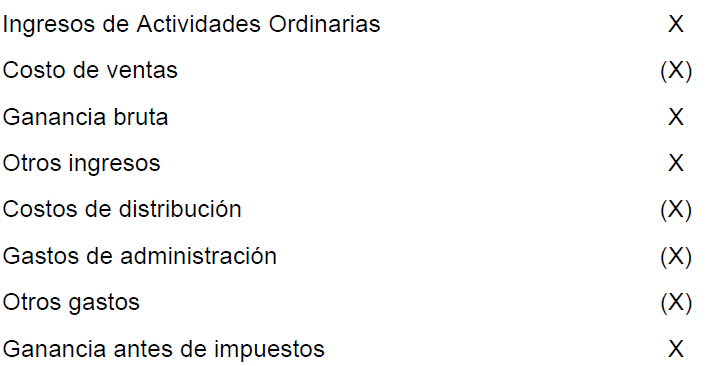 Ingresos de Actividades Ordinarias X
Costo de ventas (X)
Ganancia bruta X
Otros ingresos X
Costos de distribución (X)
Gastos de administración (X)
Otros gastos (X)
Ganancia antes de impuestos X